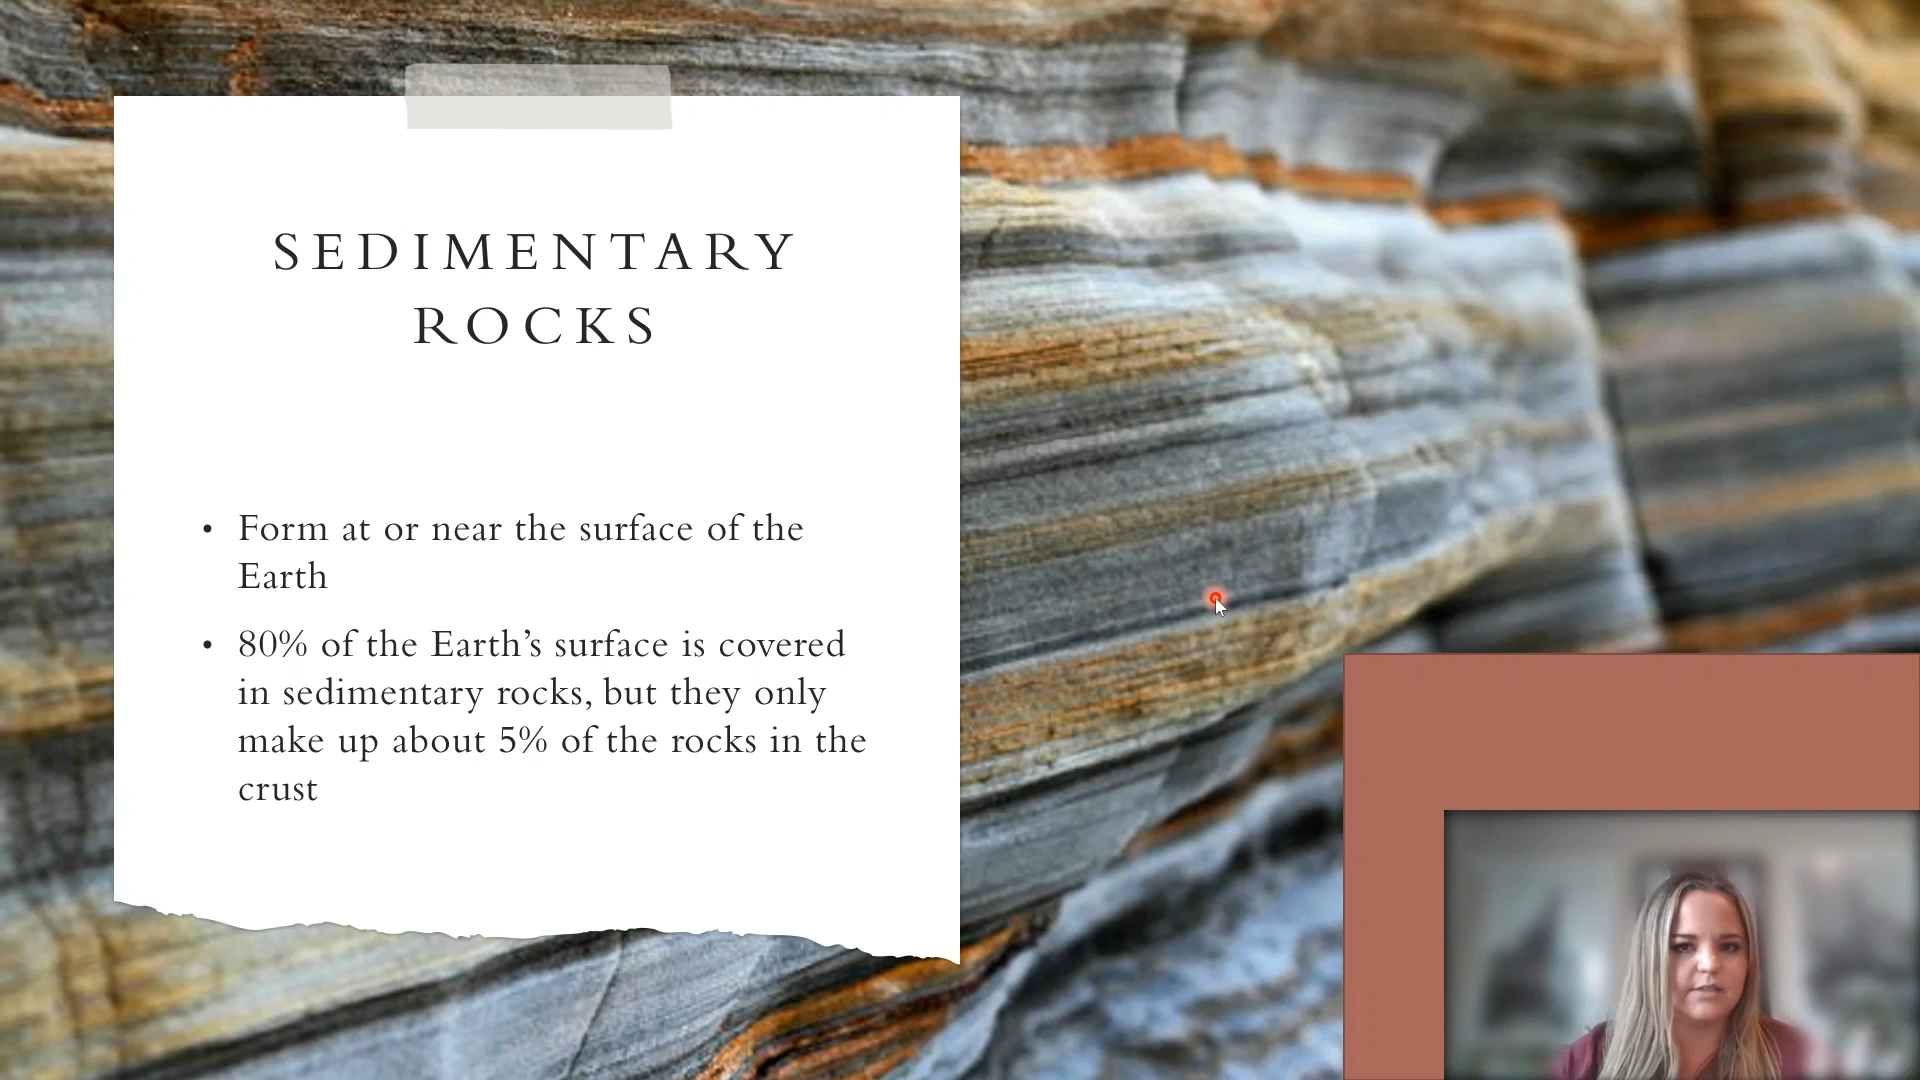 SEDIMENTARY
ROCKS
• Form at or near the surface of the
Earth
• 80% of the Earth’s surface is covered
in sedimentary rocks, but they only
make up about 5% of the rocks in the
crust